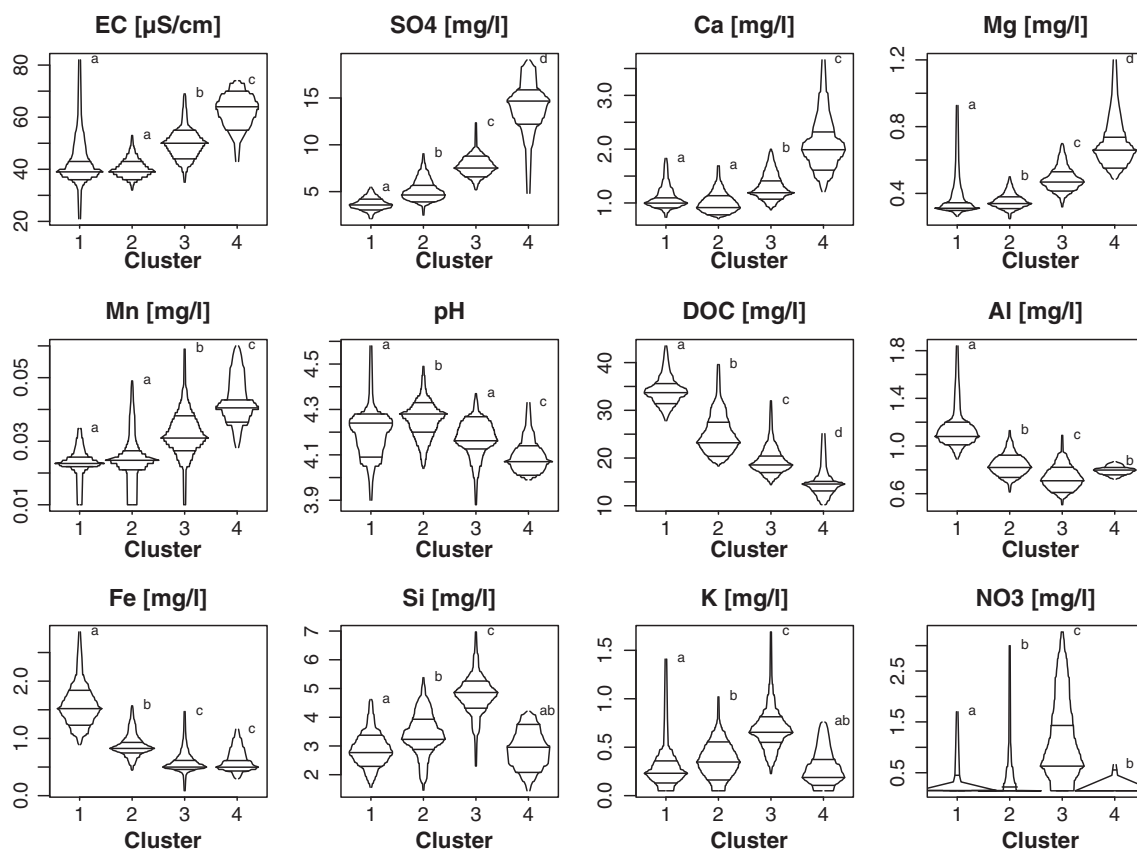 EC [µS/cm]
20 40 60 80
a a b c
1 2 3 4
Cluster
SO4 [mg/l]
5 10 15
a b c d
1 2 3 4
Cluster
Ca [mg/l]
1.0 2.0 3.0
a a b c
1 2 3 4
Cluster
Mg [mg/l]
0.4 0.8 1.2
a b c d
1 2 3 4
Cluster
Mn [mg/l]
0.01 0.03 0.05
a a b c
1 2 3 4
Cluster
pH
3.9 4.1 4.3 4.5
a b a c
1 2 3 4
Cluster
DOC [mg/l]
10 20 30 40
a b c d
1 2 3 4
Cluster
Al [mg/l]
0.6 1.0 1.4 1.8
a b c b
1 2 3 4
Cluster
Fe [mg/l]
0.0 1.0 2.0
a b c c
1 2 3 4
Cluster
Si [mg/l]
2 3 4 5 6 7
a b c ab
1 2 3 4
Cluster
K [mg/l]
0.0 0.5 1.0 1.5
a b c ab
1 2 3 4
Cluster
NO3 [mg/l]
0.5 1.5 2.5
a b c b
1 2 3 4
Cluster